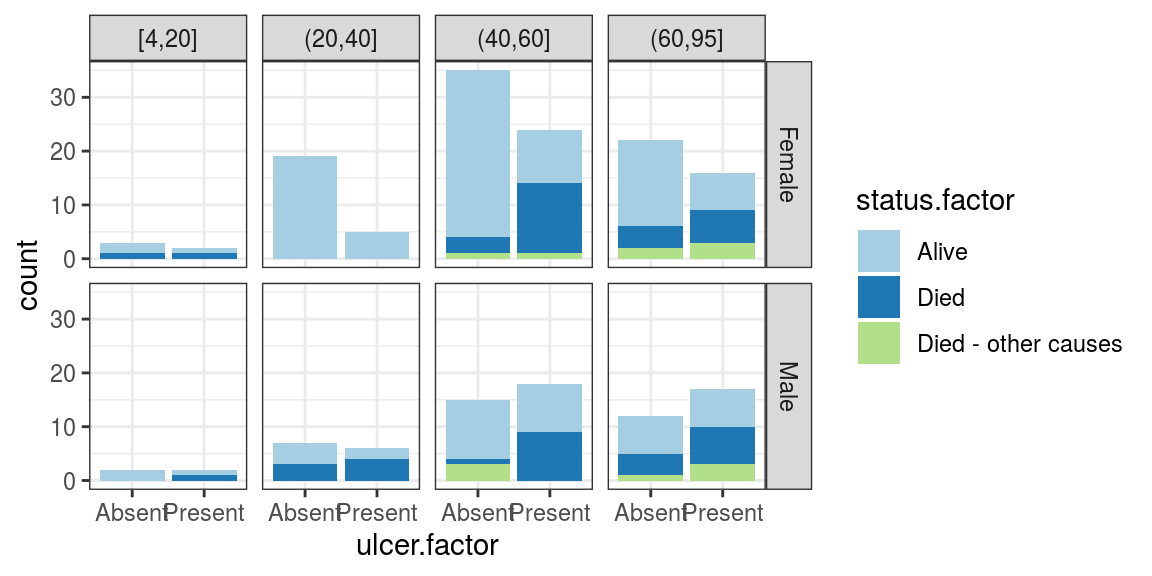 [4,20] (20,40] (40,60] (60,95]
30
20
10
0
Female
30
20
10
0
Male
count
Absent Present Absent Present Absent Present Absent Present
ulcer.factor
status.factor
Alive
Died
Died - other causes